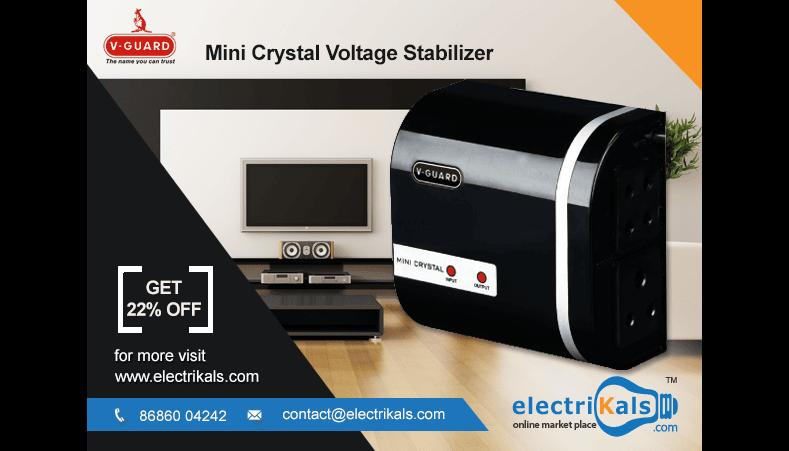 V-GUARD
The name you can trust
Mini Crystal Voltage Stabilizer
V-GUARD
MINI CRYSTAL
INPUT
OUTPUT
GET
22% OFF
for more visit
www.electrikals.com
86860 04242
contact@electrikals.com
electriKals TM
.com
online market place